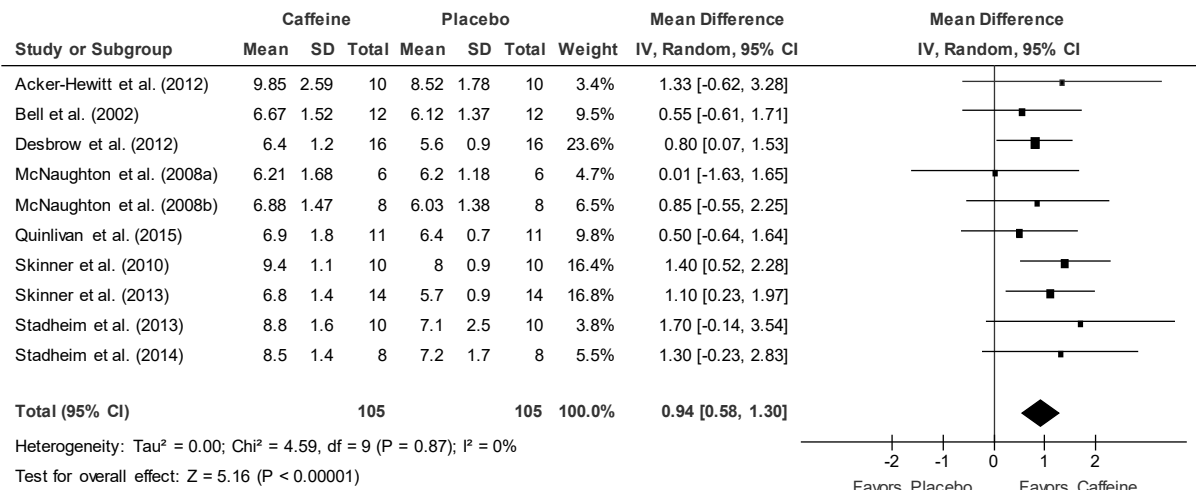 Caffeine Placebo Mean Difference Mean Difference
Study or Subgroup Mean SD Total Mean SD Total Weight IV, Random, 95% CI IV, Random, 95% CI
Acker-Hewitt et al. (2012) 9.85 2.59 10 8.52 1.78 10 3.4% 1.33 [-0.62, 3.28]
Bell et al. (2002) 6.67 1.52 12 6.12 1.37 12 9.5% 0.55 [-0.61, 1.71]
Desbrow et al. (2012) 6.4 1.2 16 5.6 0.9 16 23.6% 0.80 [0.07, 1.53]
McNaughton et al. (2008a) 6.21 1.68 6 6.2 1.18 6 4.7% 0.01 [-1.63, 1.65]
McNaughton et al. (2008b) 6.88 1.47 8 6.03 1.38 8 6.5% 0.85 [-0.55, 2.25]
Quinlivan et al. (2015) 6.9 1.8 11 6.4 0.7 11 9.8% 0.50 [-0.64, 1.64]
Skinner et al. (2010) 9.4 1.1 10 8 0.9 10 16.4% 1.40 [0.52, 2.28]
Skinner et al. (2013) 6.8 1.4 14 5.7 0.9 14 16.8% 1.10 [0.23, 1.97]
Stadheim et al. (2013) 8.8 1.6 10 7.1 2.5 10 3.8% 1.70 [-0.14, 3.54]
Stadheim et al. (2014) 8.5 1.4 8 7.2 1.7 8 5.5% 1.30 [-0.23, 2.83]
Total (95% CI) 105 105 100.0% 0.94 [0.58, 1.30]
Heterogeneity: Tau² = 0.00; Chi² = 4.59, df = 9 (P = 0.87); I² = 0%
Test for overall effect: Z = 5.16 (P < 0.00001)
-2 -1 0 1 2
Favors Placebo Favors Caffeine